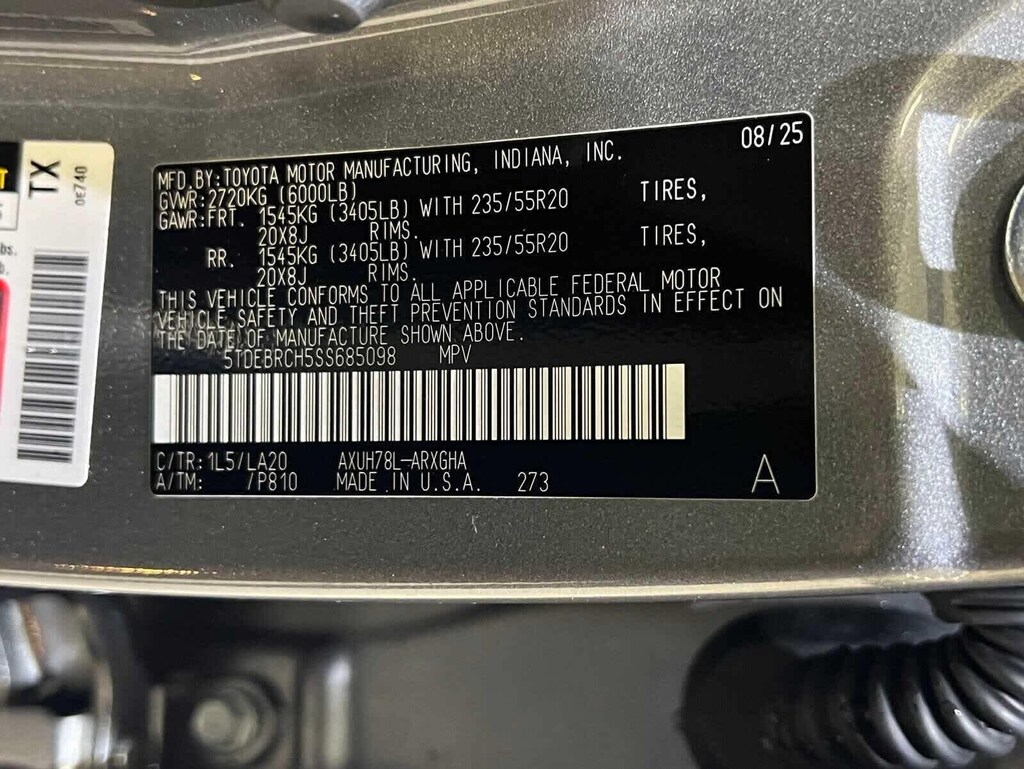 TX
0E740
bs.
b.
08/25
MFD.BY:TOYOTA MOTOR MANUFACTURING, INDIANA, INC.
GVWR:2720KG (6000LB)
GAWR:FRT. 1545KG (3405LB) WITH 235/55R20 TIRES,
20X8J RIMS.
RR. 1545KG (3405LB) WITH 235/55R20 TIRES,
20X8J RIMS.
THIS VEHICLE CONFORMS TO ALL APPLICABLE FEDERAL MOTOR
VEHICLE SAFETY AND THEFT PREVENTION STANDARDS IN EFFECT ON
THE DATE OF MANUFACTURE SHOWN ABOVE.
5TDEBRCH5SS685098 MPV
C/TR:1L5/LA20 AXUH78L-ARXGHA
A/TM: /P810 MADE IN U.S.A. 273 A